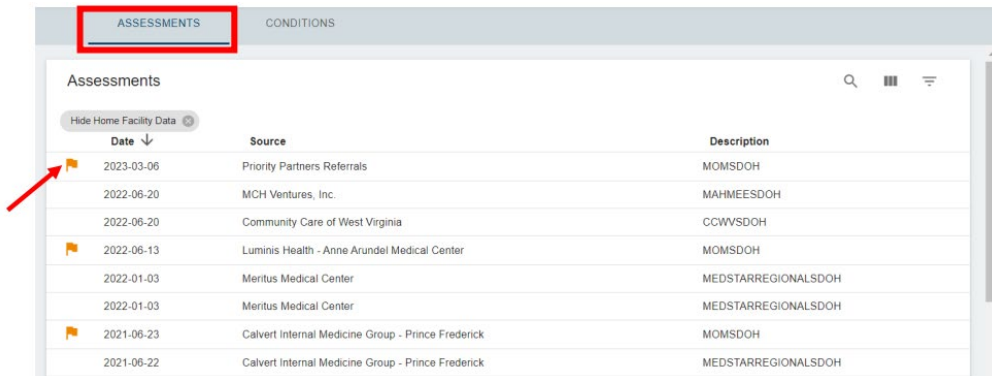 ASSESSMENTS CONDITIONS
Assessments
Hide Home Facility Data
Date Source Description
2023-03-06 Priority Partners Referrals MOMSDOH
2022-06-20 MCH Ventures, Inc. MAHMEESDOH
2022-06-20 Community Care of West Virginia CCWVSDOH
2022-06-13 Luminis Health - Anne Arundel Medical Center MOMSDOH
2022-01-03 Meritus Medical Center MEDSTARREGIONALSDOH
2022-01-03 Meritus Medical Center MEDSTARREGIONALSDOH
2021-06-23 Calvert Internal Medicine Group - Prince Frederick MOMSDOH
2021-06-22 Calvert Internal Medicine Group - Prince Frederick MEDSTARREGIONALSDOH